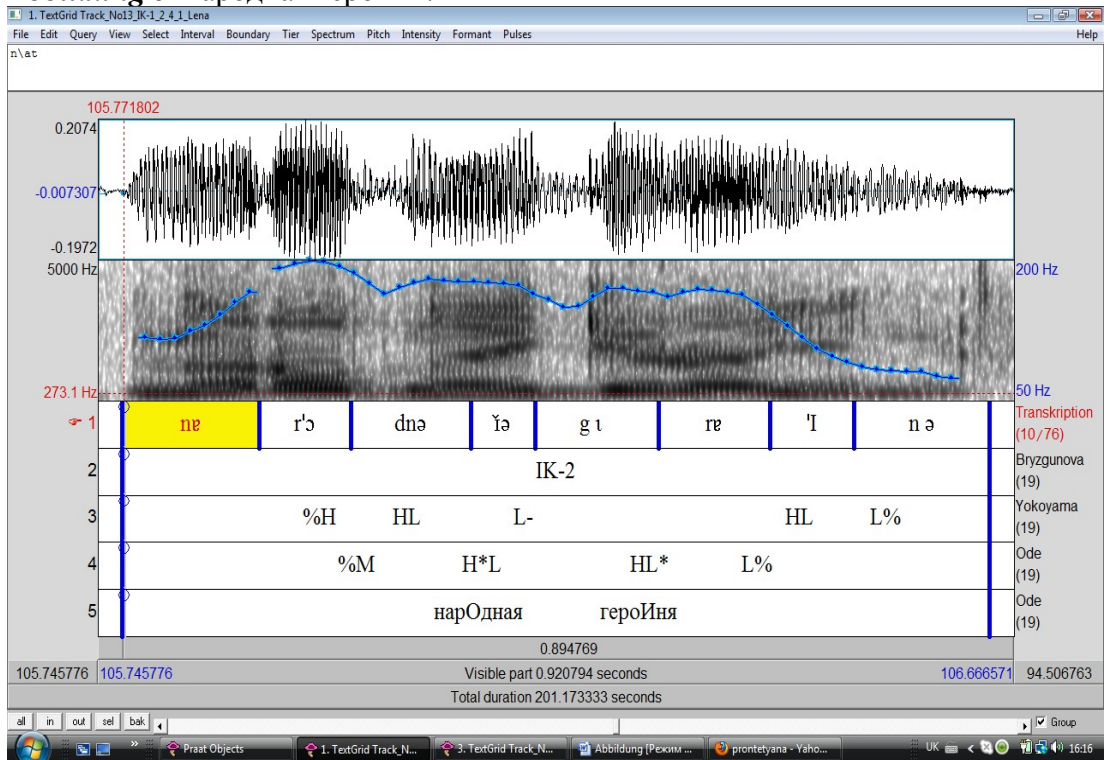 1. TextGrid Track_No13_IK-1_2_4_1_Lena
File Edit Query View Select Interval Boundary Tier Spectrum Pitch Intensity Formant Pulses Help
n\at
105.771802
0.2074
-0.007307
-0.1972
5000 Hz 200 Hz
273.1 Hz 50 Hz
1 nɐ r'ɔ dnə ĭə g ɩ rɐ 'I n ə Transkription (10/76)
2 IK-2 Bryzgunova (19)
3 %H HL L- HL L% Yokoyama (19)
4 %M H*L HL* L% Ode (19)
5 нарОдная героИня Ode (19)
0.894769
105.745776 105.745776 Visible part 0.920794 seconds 106.666571 94.506763
Total duration 201.173333 seconds
all in out sel bak Group
Praat Objects 1. TextGrid Track_N... 3. TextGrid Track_N... Abbildung [Режим ... prontetyana - Yaho... UK 16:16